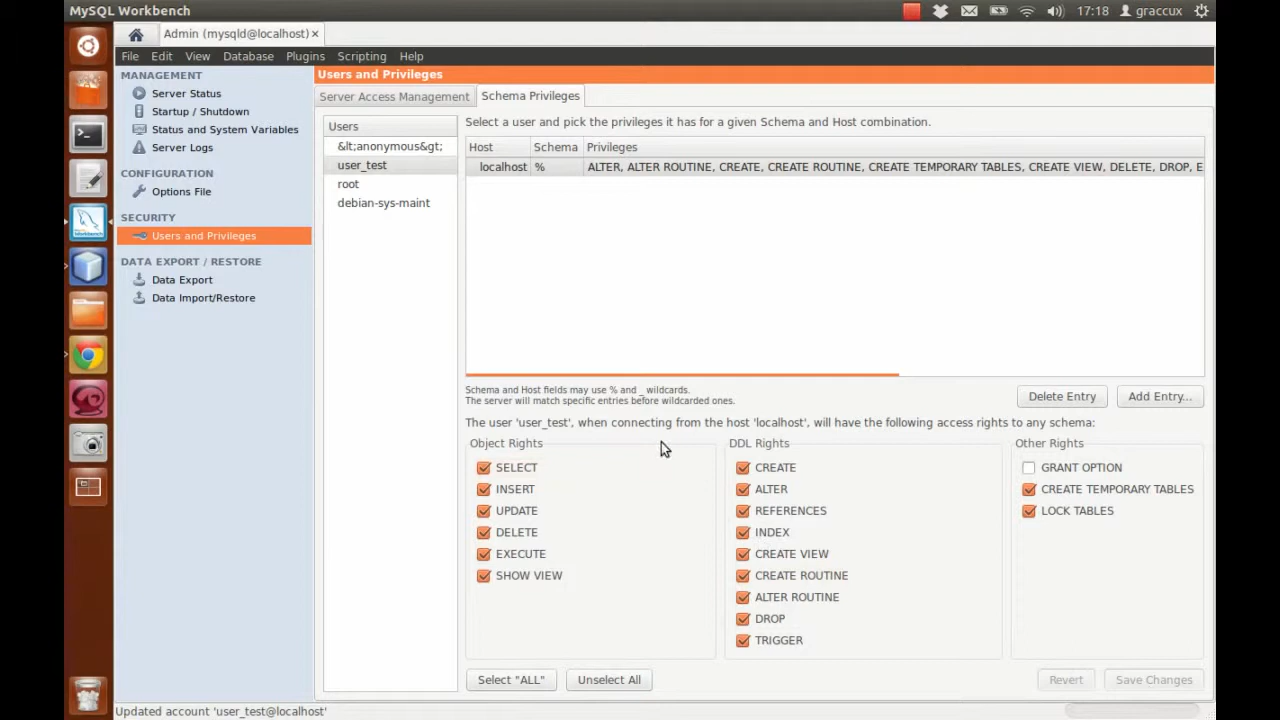 MySQL Workbench
17:18
graccux
Admin (mysqld@localhost) ×
File Edit View Database Plugins Scripting Help
MANAGEMENT
Server Status
Startup / Shutdown
Status and System Variables
Server Logs
CONFIGURATION
Options File
SECURITY
Users and Privileges
DATA EXPORT / RESTORE
Data Export
Data Import/Restore
Users and Privileges
Server Access Management
Schema Privileges
Users
&lt;anonymous&gt;
user_test
root
debian-sys-maint
Select a user and pick the privileges it has for a given Schema and Host combination.
Host Schema Privileges
localhost % ALTER, ALTER ROUTINE, CREATE, CREATE ROUTINE, CREATE TEMPORARY TABLES, CREATE VIEW, DELETE, DROP, E
Schema and Host fields may use % and _ wildcards.
The server will match specific entries before wildcarded ones.
Delete Entry
Add Entry...
The user 'user_test', when connecting from the host 'localhost', will have the following access rights to any schema:
Object Rights
SELECT
INSERT
UPDATE
DELETE
EXECUTE
SHOW VIEW
DDL Rights
CREATE
ALTER
REFERENCES
INDEX
CREATE VIEW
CREATE ROUTINE
ALTER ROUTINE
DROP
TRIGGER
Other Rights
GRANT OPTION
CREATE TEMPORARY TABLES
LOCK TABLES
Select "ALL"
Unselect All
Revert
Save Changes
Updated account 'user_test@localhost'